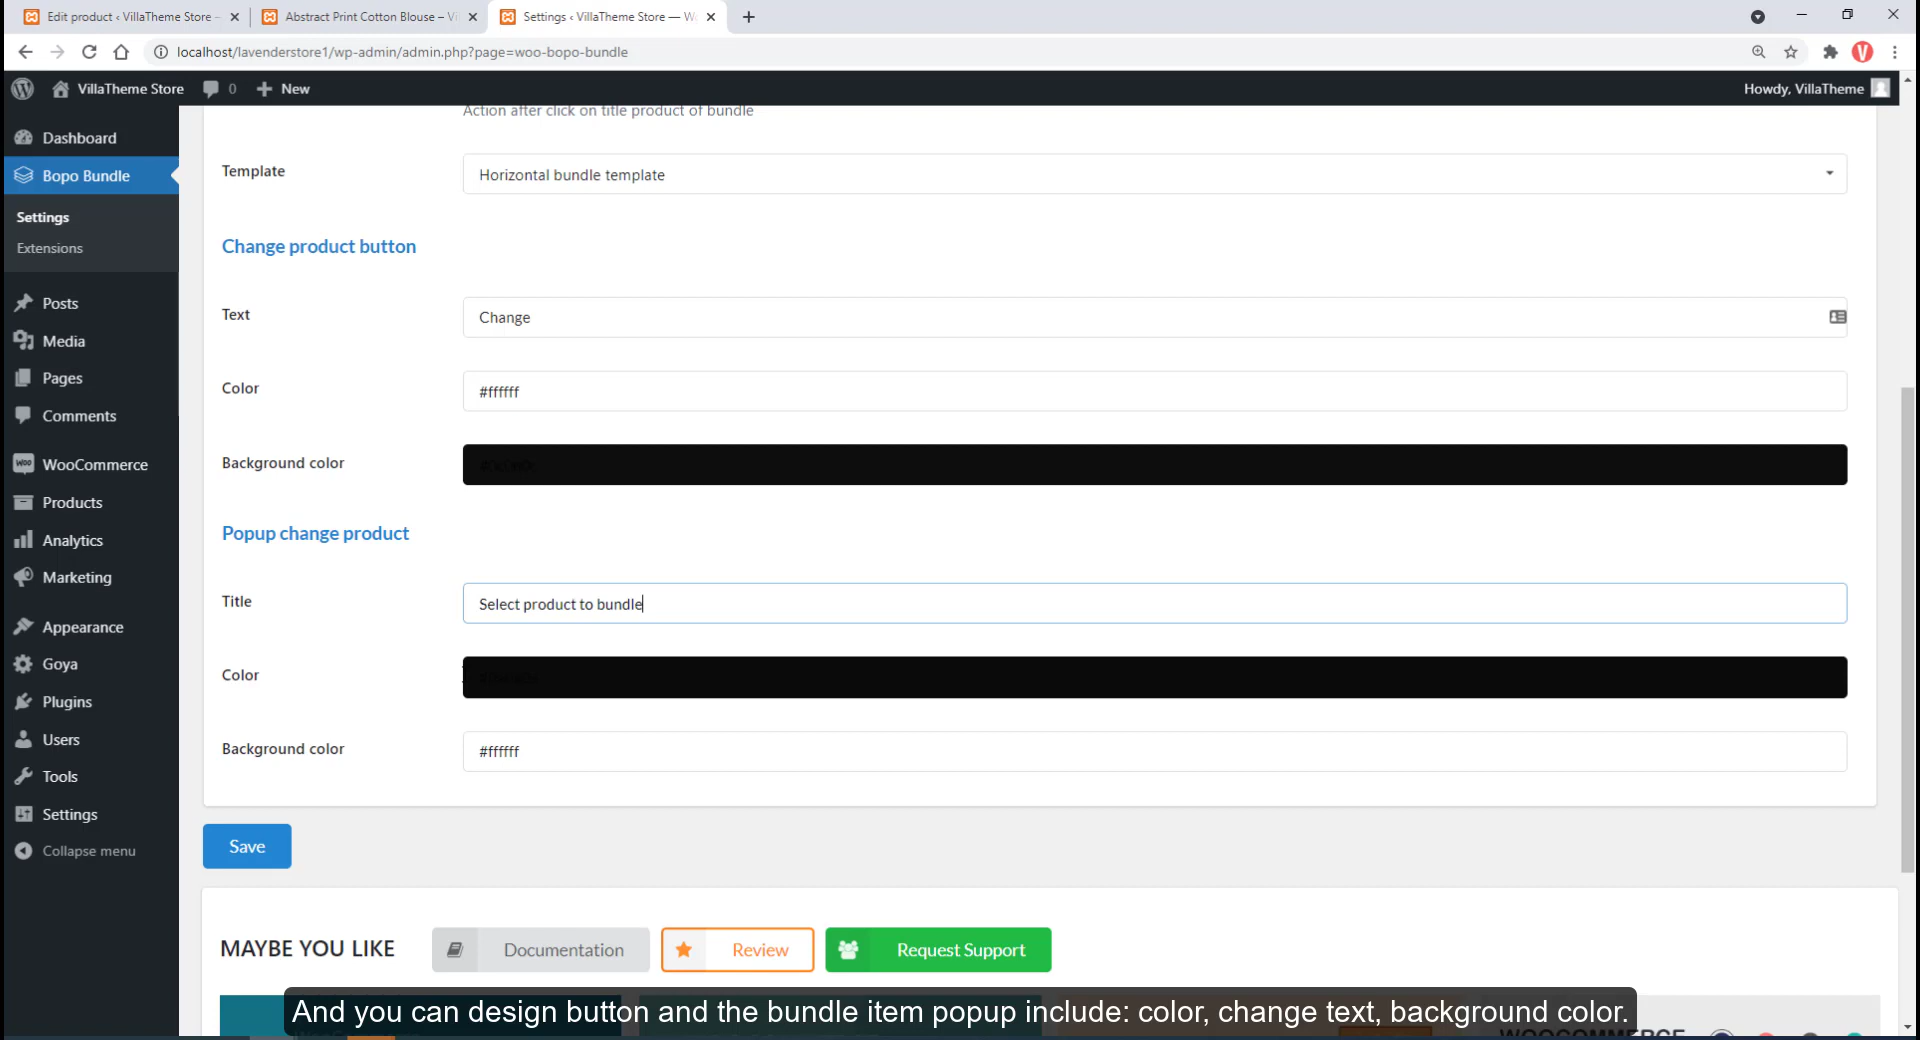 Edit product ‹ VillaTheme Store –
Abstract Print Cotton Blouse – Vi
Settings ‹ VillaTheme Store — W
localhost/lavenderstore1/wp-admin/admin.php?page=woo-bopo-bundle
VillaTheme Store
0
New
Howdy, VillaTheme
Dashboard
Bopo Bundle
Settings
Extensions
Posts
Media
Pages
Comments
WooCommerce
Products
Analytics
Marketing
Appearance
Goya
Plugins
Users
Tools
Settings
Collapse menu
Action after click on title product of bundle
Template
Horizontal bundle template
Change product button
Text
Change
Color
#ffffff
Background color
Popup change product
Title
Select product to bundle
Color
Background color
#ffffff
Save
MAYBE YOU LIKE
Documentation
Review
Request Support
And you can design button and the bundle item popup include: color, change text, background color.
WOOCOMMERCE